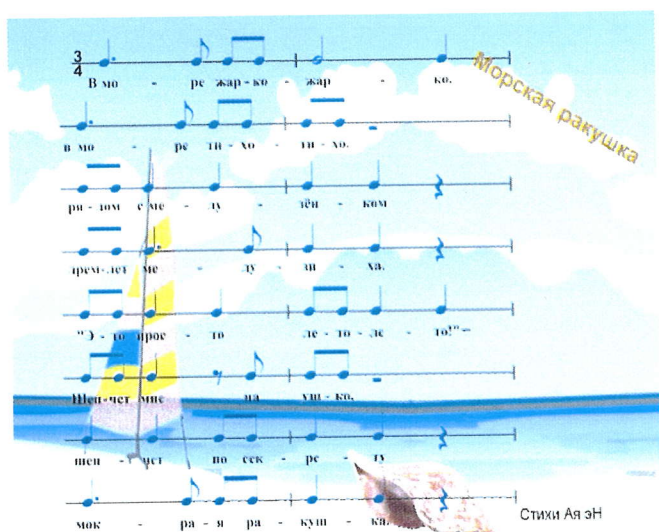 3
4
В мо - ре жар-ко - жар - ко.
Морская ракушка
в мо - ре ти - хо - ти - хо.
ря - дом с ме - ду - зён - ком
дрем-лет ме - ду - зи - ха.
"Э - то прос - то ле - то - ле - то!" –
Шеп-чет мне на уш - ко.
шеп - чет по сек - ре - ту
мок - ра - я ра - куш - ка.
Стихи Ая эН